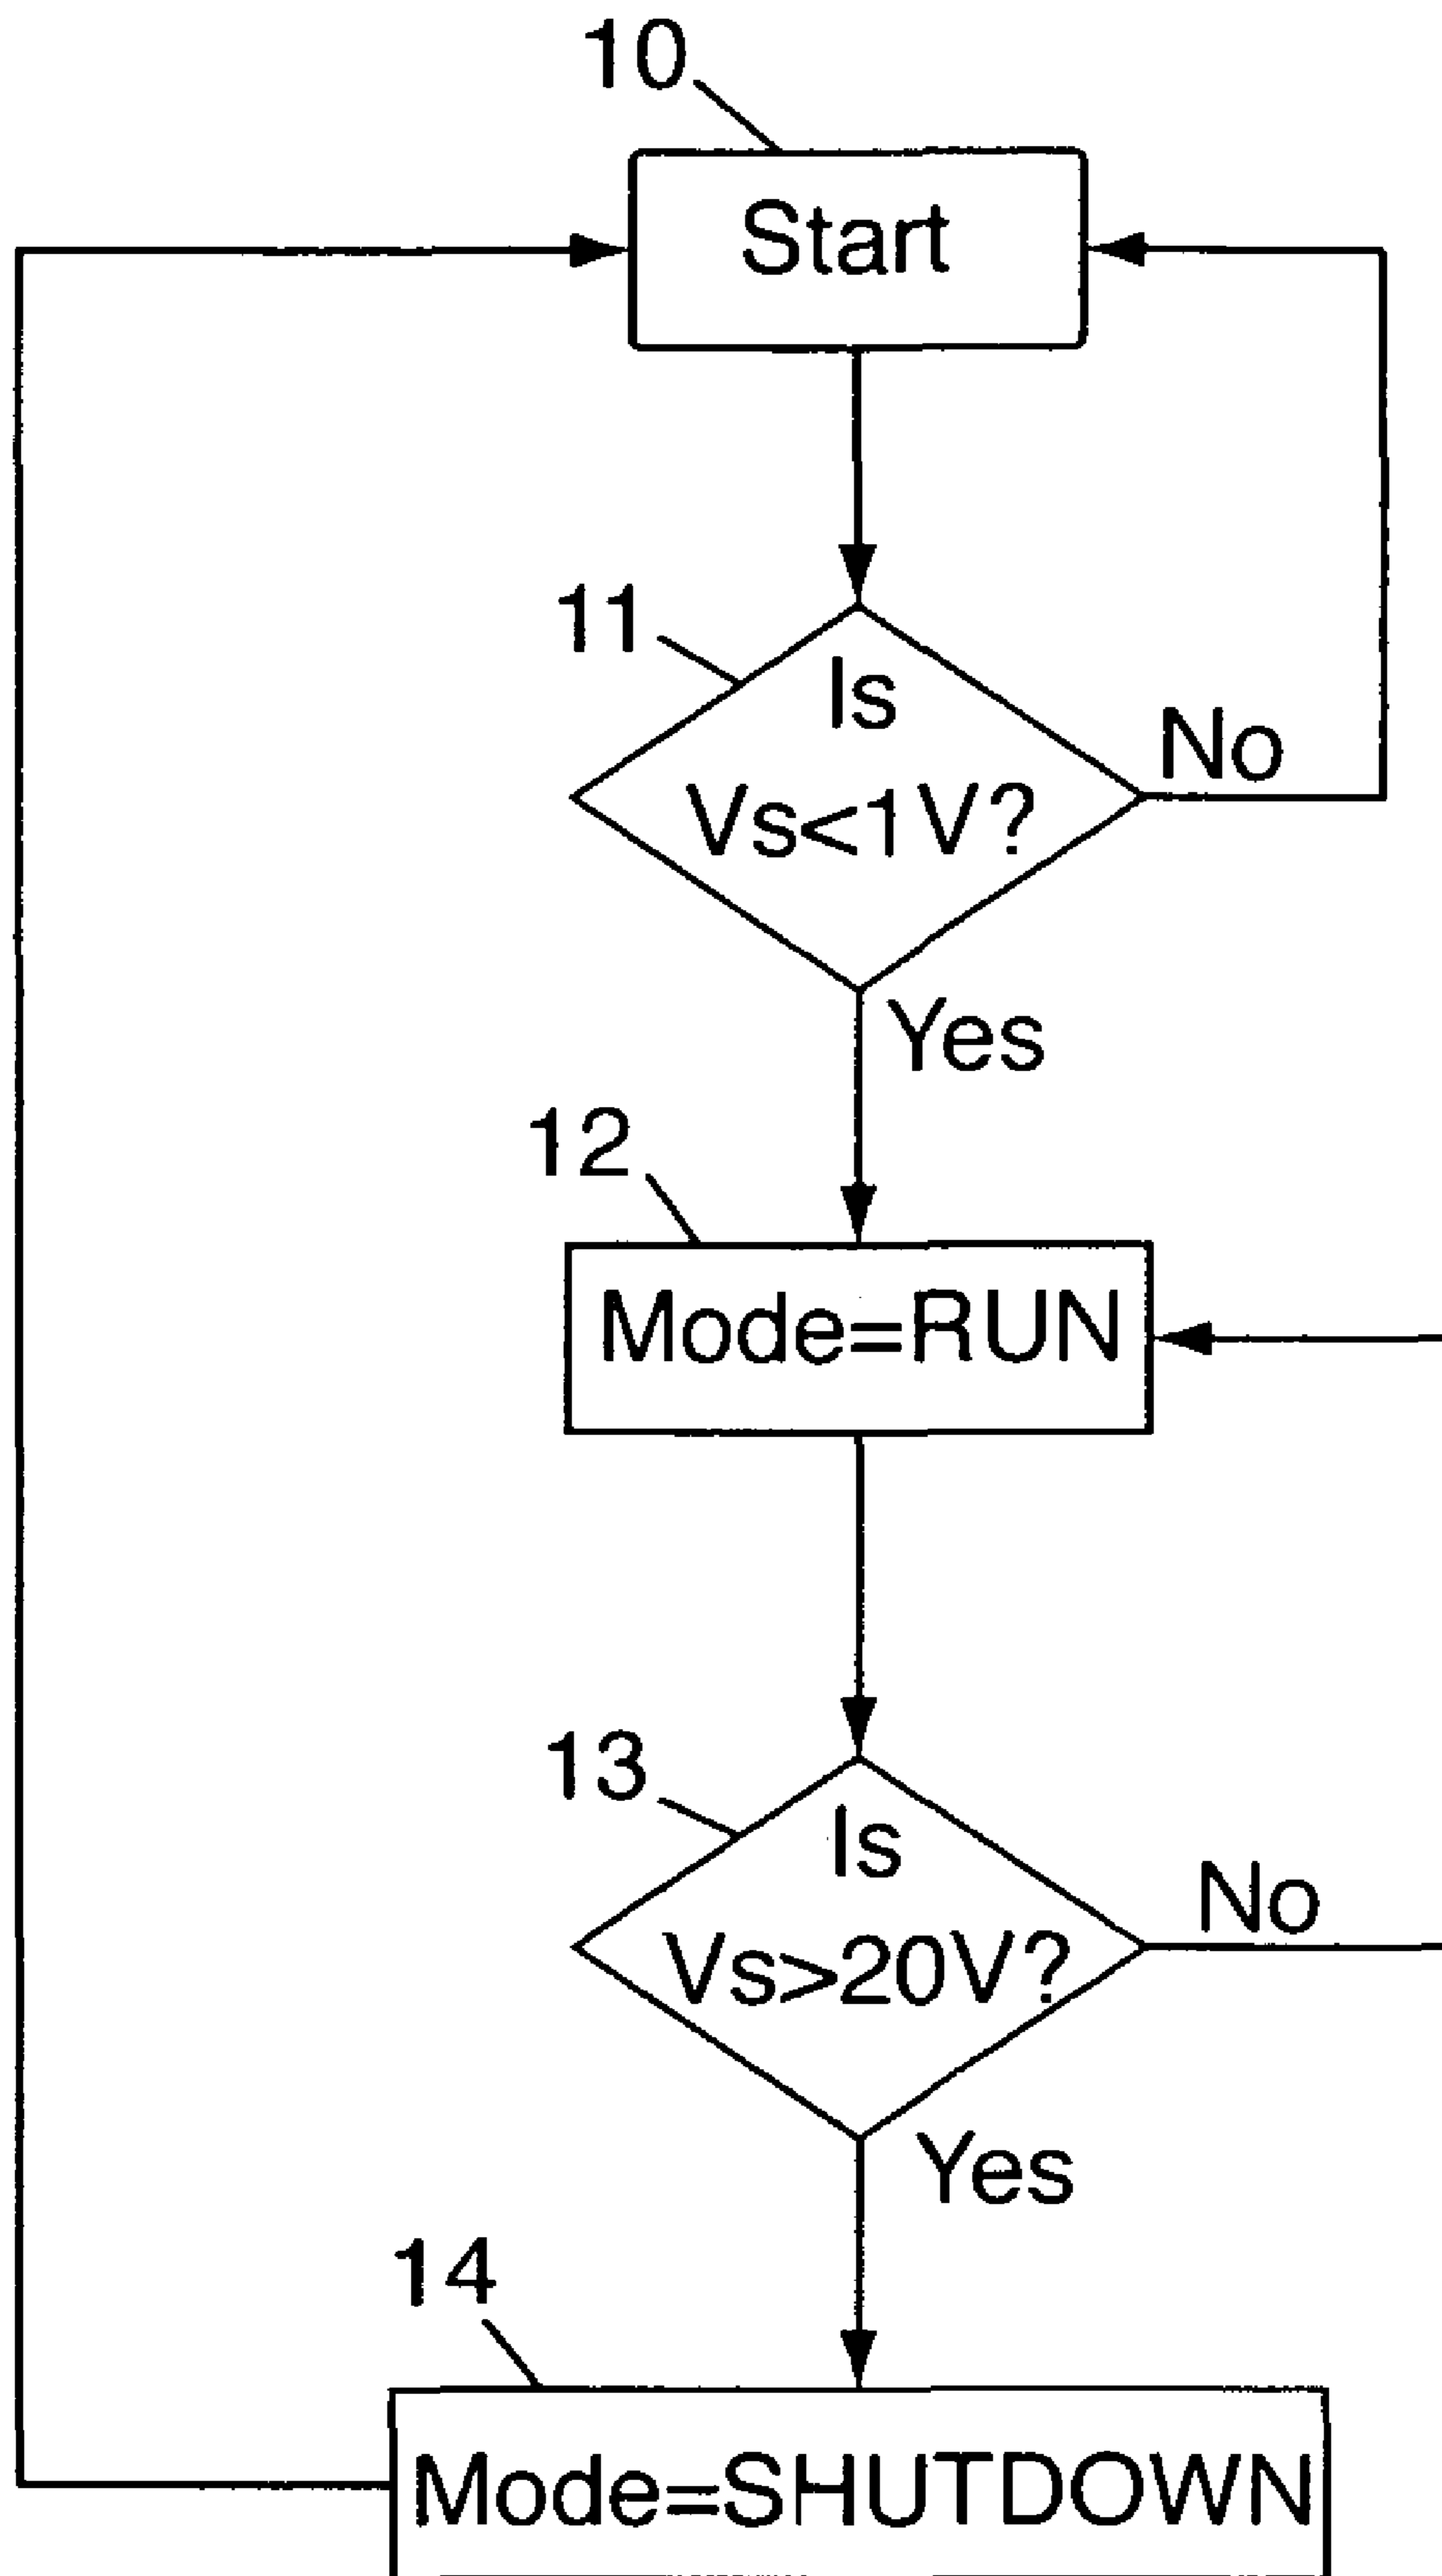 10
Start
11
Is
Vs<1V?
No
Yes
12
Mode=RUN
13
Is
Vs>20V?
No
Yes
14
Mode=SHUTDOWN